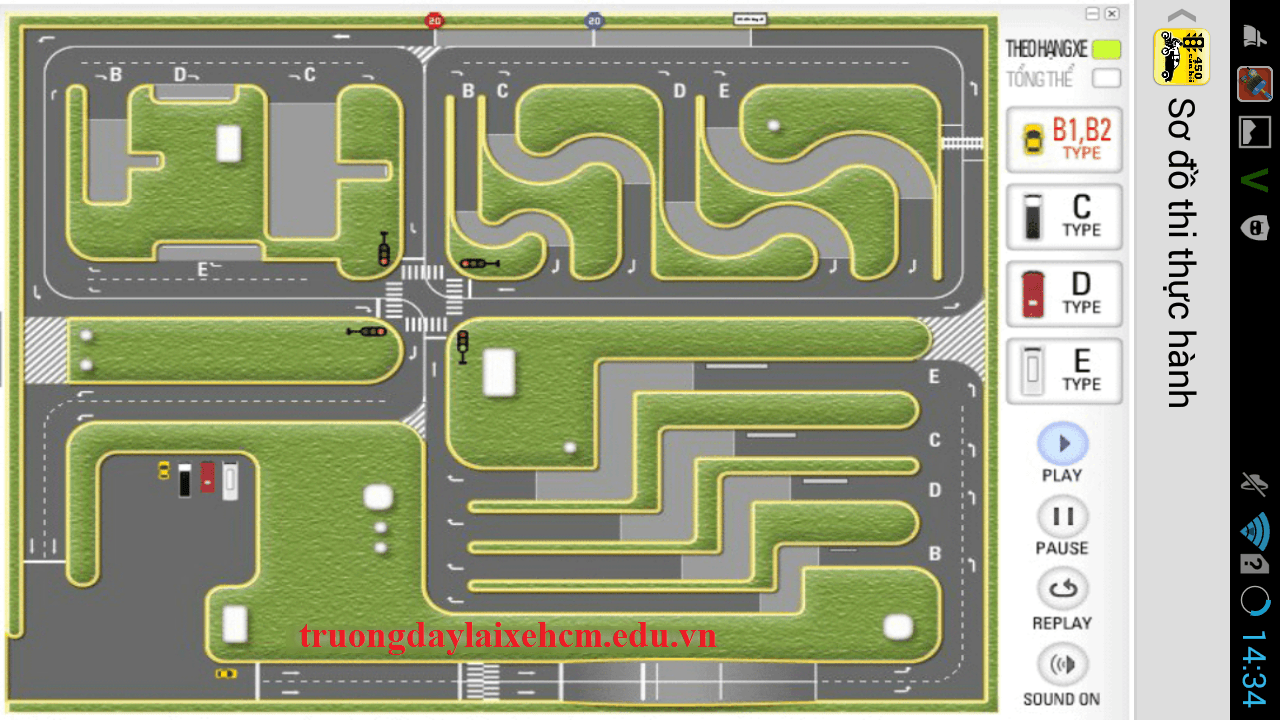 20
20
B
D
C
B
C
D
E
E
E
C
D
B
truongdaylaixehcm.edu.vn
THEO HẠNG XE
TỔNG THỂ
B1,B2
TYPE
C
TYPE
D
TYPE
E
TYPE
PLAY
PAUSE
REPLAY
SOUND ON
450
Sơ đồ thi thực hành
14:34